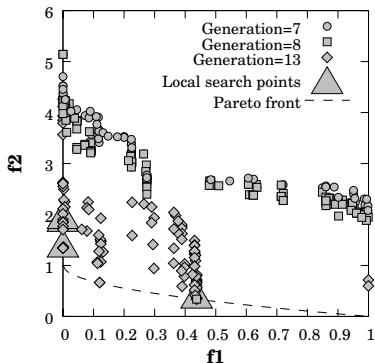 Generation=7
Generation=8
Generation=13
Local search points
Pareto front
6
5
4
3
2
1
0
0 0.1 0.2 0.3 0.4 0.5 0.6 0.7 0.8 0.9 1
f2
f1